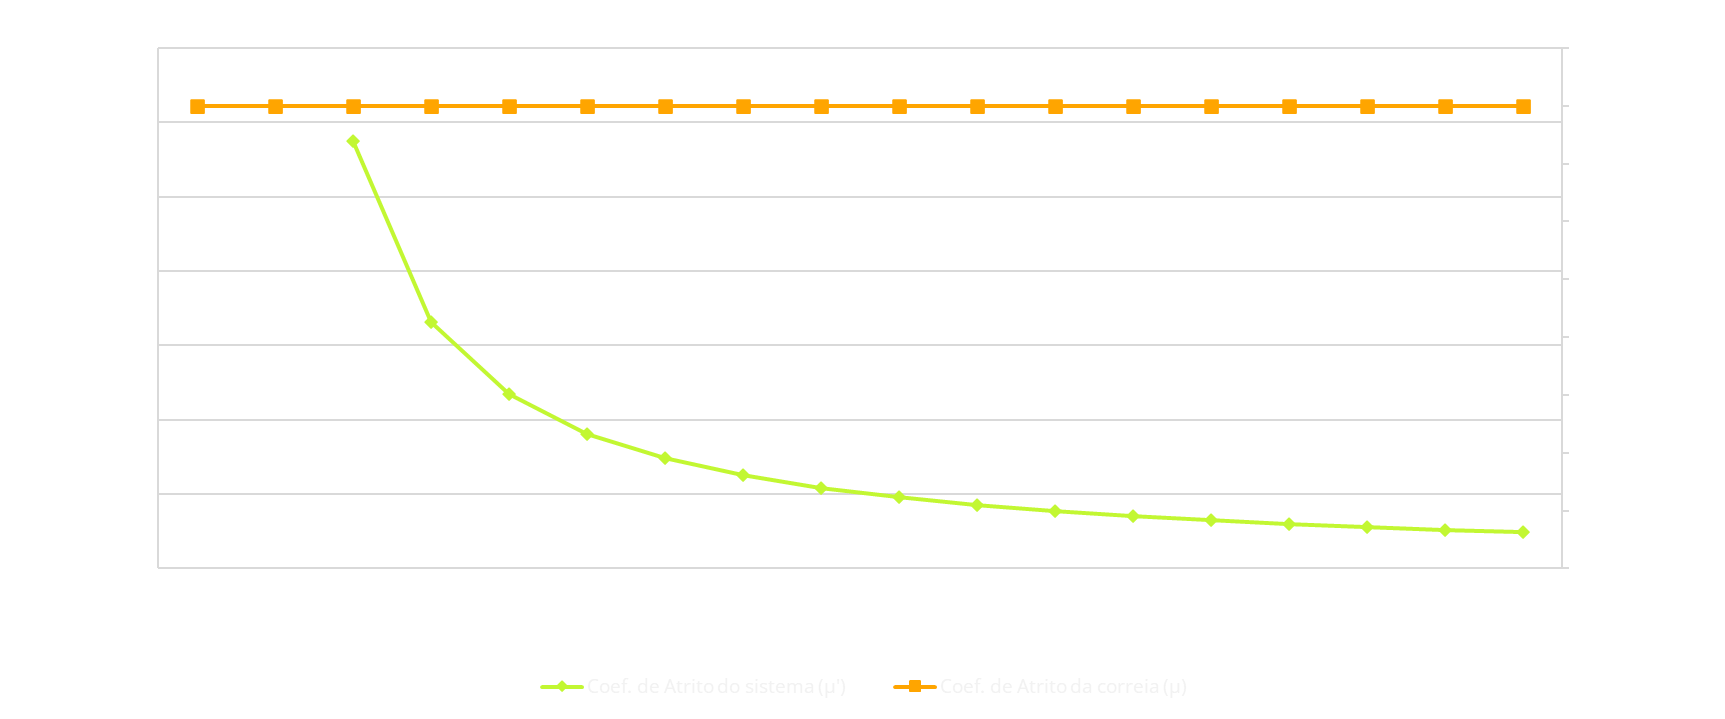 Coef. de Atrito do sistema (μ') Coef. de Atrito da correia (μ)